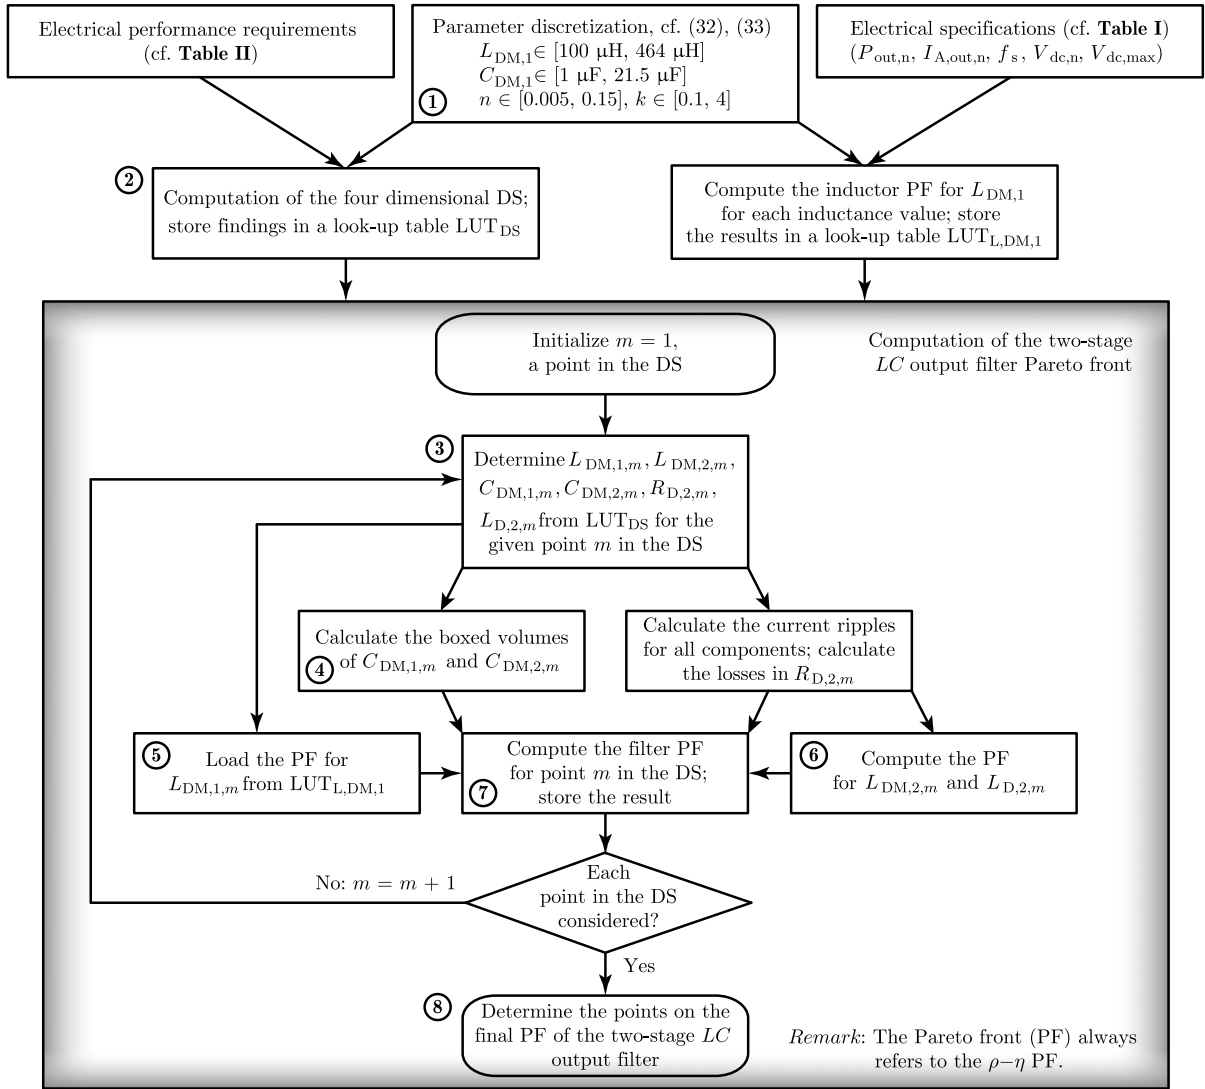 Electrical performance requirements
(cf. Table II)
Parameter discretization, cf. (32), (33)
L_DM,1 ∈ [100 μH, 464 μH]
C_DM,1 ∈ [1 μF, 21.5 μF]
n ∈ [0.005, 0.15], k ∈ [0.1, 4]
1
Electrical specifications (cf. Table I)
(P_out,n, I_A,out,n, f_s, V_dc,n, V_dc,max)
2
Computation of the four dimensional DS;
store findings in a look-up table LUT_DS
Compute the inductor PF for L_DM,1
for each inductance value; store
the results in a look-up table LUT_L,DM,1
Computation of the two-stage
LC output filter Pareto front
Initialize m = 1,
a point in the DS
3
Determine L_DM,1,m, L_DM,2,m,
C_DM,1,m, C_DM,2,m, R_D,2,m,
L_D,2,m from LUT_DS for the
given point m in the DS
Calculate the boxed volumes
of C_DM,1,m and C_DM,2,m
4
Calculate the current ripples
for all components; calculate
the losses in R_D,2,m
5
Load the PF for
L_DM,1,m from LUT_L,DM,1
Compute the filter PF
for point m in the DS;
store the result
7
6
Compute the PF
for L_DM,2,m and L_D,2,m
Each
point in the DS
considered?
No: m = m + 1
Yes
8
Determine the points on the
final PF of the two-stage LC
output filter
Remark: The Pareto front (PF) always
refers to the ρ−η PF.